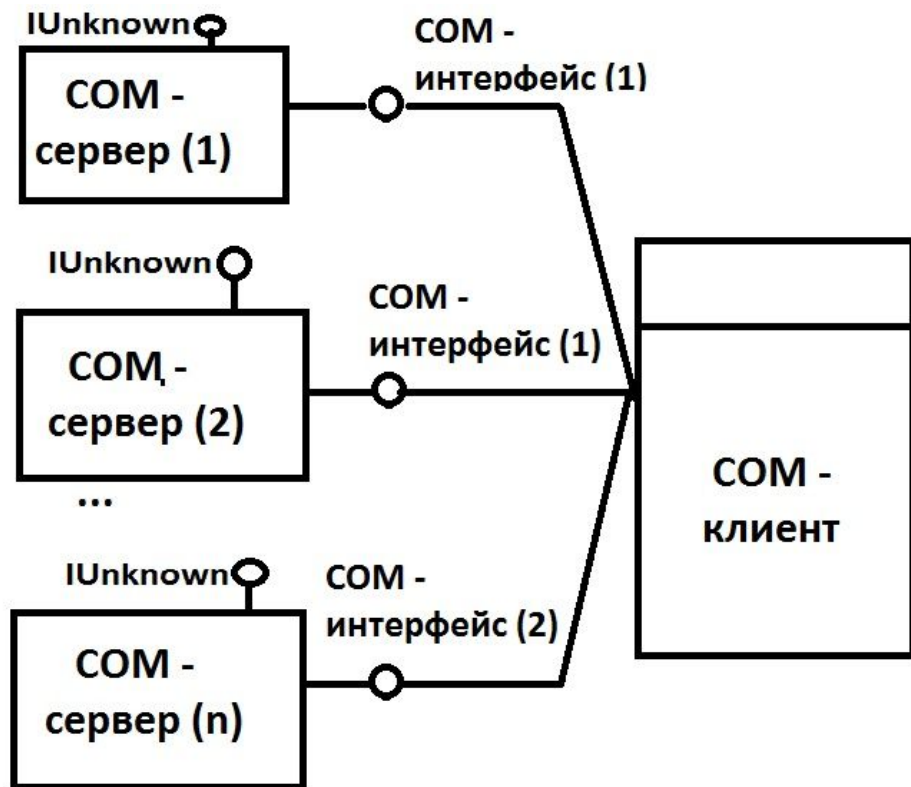 IUnknown
COM -
сервер (1)
COM -
интерфейс (1)
IUnknown
COM -
сервер (2)
COM -
интерфейс (1)
...
IUnknown
COM -
сервер (n)
COM -
интерфейс (2)
COM -
клиент